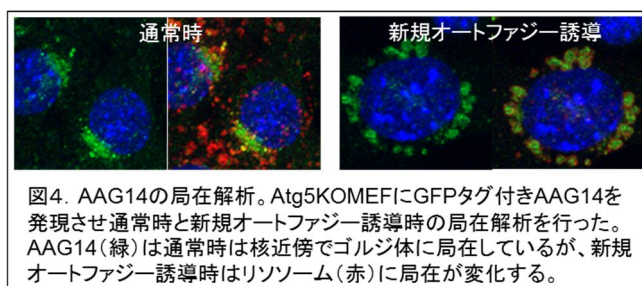 通常時
新規オートファジー誘導
図4. AAG14の局在解析。Atg5KOMEFにGFPタグ付きAAG14を
発現させ通常時と新規オートファジー誘導時の局在解析を行った。
AAG14(緑)は通常時は核近傍でゴルジ体に局在しているが、新規
オートファジー誘導時はリソソーム(赤)に局在が変化する。